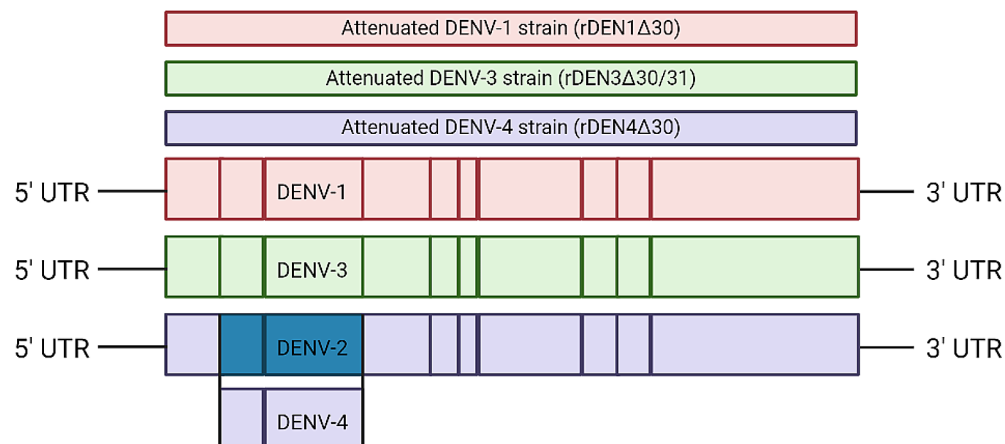 Attenuated DENV-1 strain (rDEN1Δ30)
Attenuated DENV-3 strain (rDEN3Δ30/31)
Attenuated DENV-4 strain (rDEN4Δ30)
5' UTR DENV-1 3' UTR
5' UTR DENV-3 3' UTR
5' UTR DENV-2 3' UTR
DENV-4